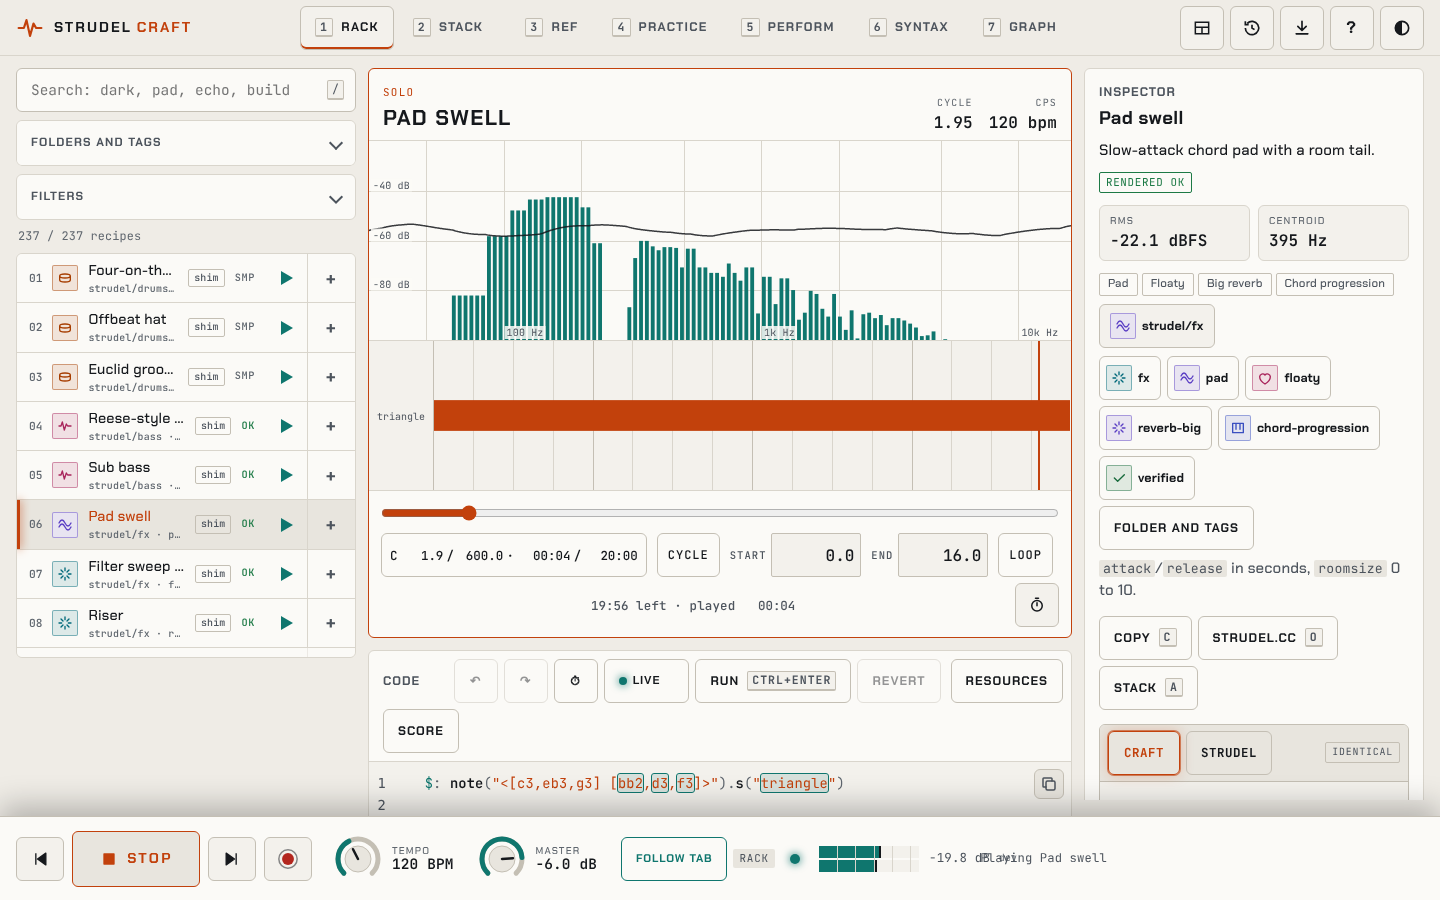 STRUDEL CRAFT
1 RACK
2 STACK
3 REF
4 PRACTICE
5 PERFORM
6 SYNTAX
7 GRAPH
?
Search: dark, pad, echo, build /
FOLDERS AND TAGS
FILTERS
237 / 237 recipes
01 Four-on-th… shim SMP +
strudel/drums…
02 Offbeat hat shim SMP +
strudel/drums…
03 Euclid groo… shim SMP +
strudel/drums…
04 Reese-style … shim OK +
strudel/bass ·…
05 Sub bass shim OK +
strudel/bass ·…
06 Pad swell shim OK +
strudel/fx · p…
07 Filter sweep … shim OK +
strudel/fx · f…
08 Riser shim OK +
strudel/fx · r…
SOLO
PAD SWELL
CYCLE
1.95
CPS
120 bpm
-40 dB
-60 dB
-80 dB
100 Hz
1k Hz
10k Hz
triangle
C 1.9 / 600.0 · 00:04 / 20:00
CYCLE
START 0.0
END 16.0
LOOP
19:56 left · played 00:04
CODE
LIVE
RUN CTRL+ENTER
REVERT
RESOURCES
SCORE
1 $: note("<[c3,eb3,g3] [bb2,d3,f3]>").s("triangle")
2
INSPECTOR
Pad swell
Slow-attack chord pad with a room tail.
RENDERED OK
RMS
-22.1 dBFS
CENTROID
395 Hz
Pad
Floaty
Big reverb
Chord progression
strudel/fx
fx
pad
floaty
reverb-big
chord-progression
verified
FOLDER AND TAGS
attack/release in seconds, roomsize 0
to 10.
COPY C
STRUDEL.CC O
STACK A
CRAFT
STRUDEL
IDENTICAL
STOP
TEMPO
120 BPM
MASTER
-6.0 dB
FOLLOW TAB
RACK
-19.8
Playing Pad swell